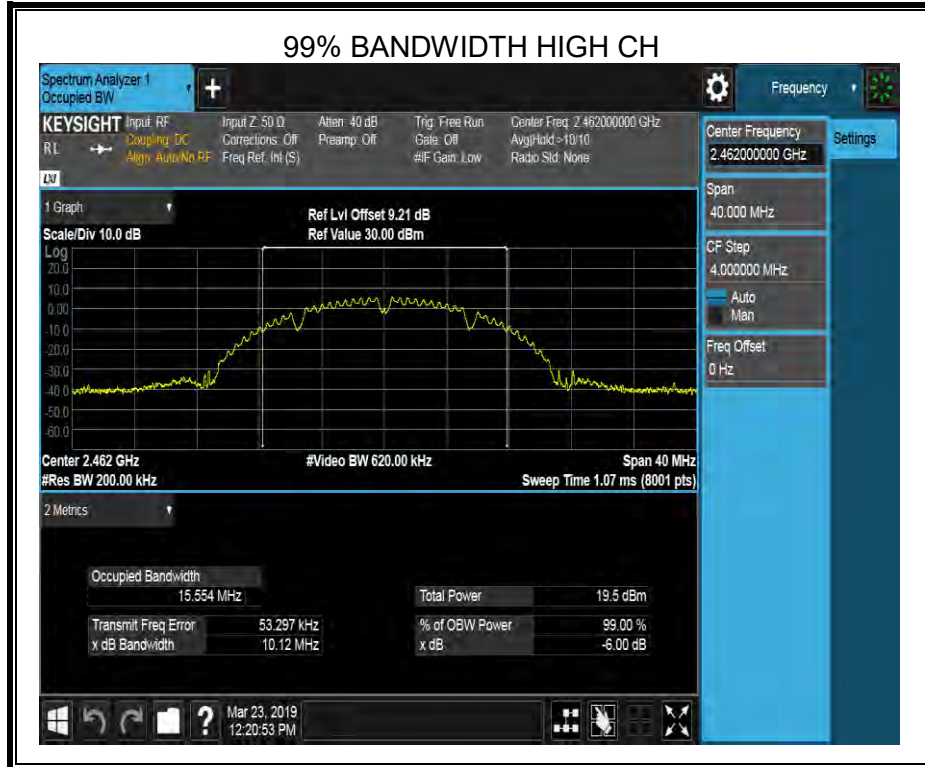 99% BANDWIDTH HIGH CH
Spectrum Analyzer 1
Occupied BW
+
Frequency
KEYSIGHT
RL
LXI
Input: RF
Coupling: DC
Align: Auto/No RF
Input Z: 50 Ω
Corrections: Off
Freq Ref: Int (S)
Atten: 40 dB
Preamp: Off
Trig: Free Run
Gate: Off
#IF Gain: Low
Center Freq: 2.462000000 GHz
Avg|Hold:>10/10
Radio Std: None
Center Frequency
2.462000000 GHz
Settings
Span
40.000 MHz
CF Step
4.000000 MHz
Auto
Man
Freq Offset
0 Hz
1 Graph
Scale/Div 10.0 dB
Ref Lvl Offset 9.21 dB
Ref Value 30.00 dBm
Log
20.0
10.0
0.00
-10.0
-20.0
-30.0
-40.0
-50.0
-60.0
Center 2.462 GHz
#Video BW 620.00 kHz
Span 40 MHz
#Res BW 200.00 kHz
Sweep Time 1.07 ms (8001 pts)
2 Metrics
Occupied Bandwidth
15.554 MHz
Total Power 19.5 dBm
Transmit Freq Error 53.297 kHz
% of OBW Power 99.00 %
x dB Bandwidth 10.12 MHz
x dB -6.00 dB
?
Mar 23, 2019
12:20:53 PM